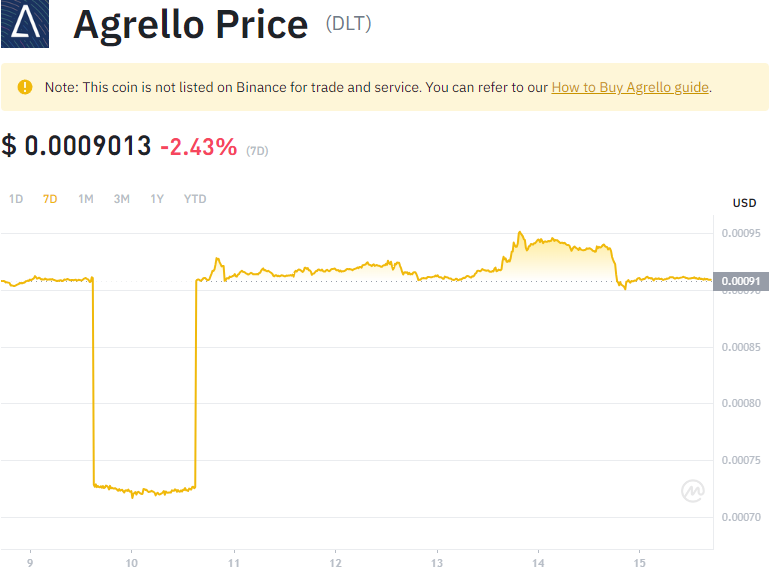 Agrello Price (DLT)
Note: This coin is not listed on Binance for trade and service. You can refer to our How to Buy Agrello guide.
$ 0.0009013 -2.43% (7D)
1D 7D 1M 3M 1Y YTD
USD
0.00095
0.00091
0.00090
0.00085
0.00080
0.00075
0.00070
9 10 11 12 13 14 15